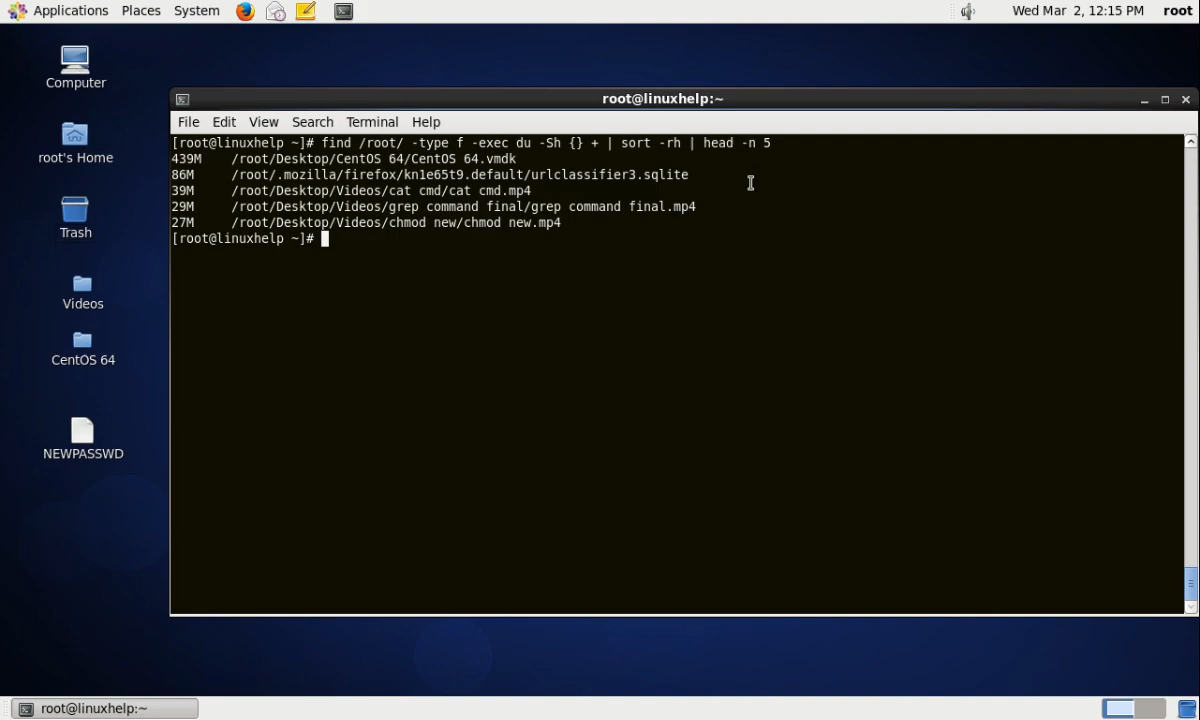 Applications Places System Wed Mar 2, 12:15 PM root
Computer
root's Home
Trash
Videos
CentOS 64
NEWPASSWD
root@linuxhelp:~
File Edit View Search Terminal Help
[root@linuxhelp ~]# find /root/ -type f -exec du -Sh {} + | sort -rh | head -n 5
439M /root/Desktop/CentOS 64/CentOS 64.vmdk
86M /root/.mozilla/firefox/kn1e65t9.default/urlclassifier3.sqlite
39M /root/Desktop/Videos/cat cmd/cat cmd.mp4
29M /root/Desktop/Videos/grep command final/grep command final.mp4
27M /root/Desktop/Videos/chmod new/chmod new.mp4
[root@linuxhelp ~]#
root@linuxhelp:~